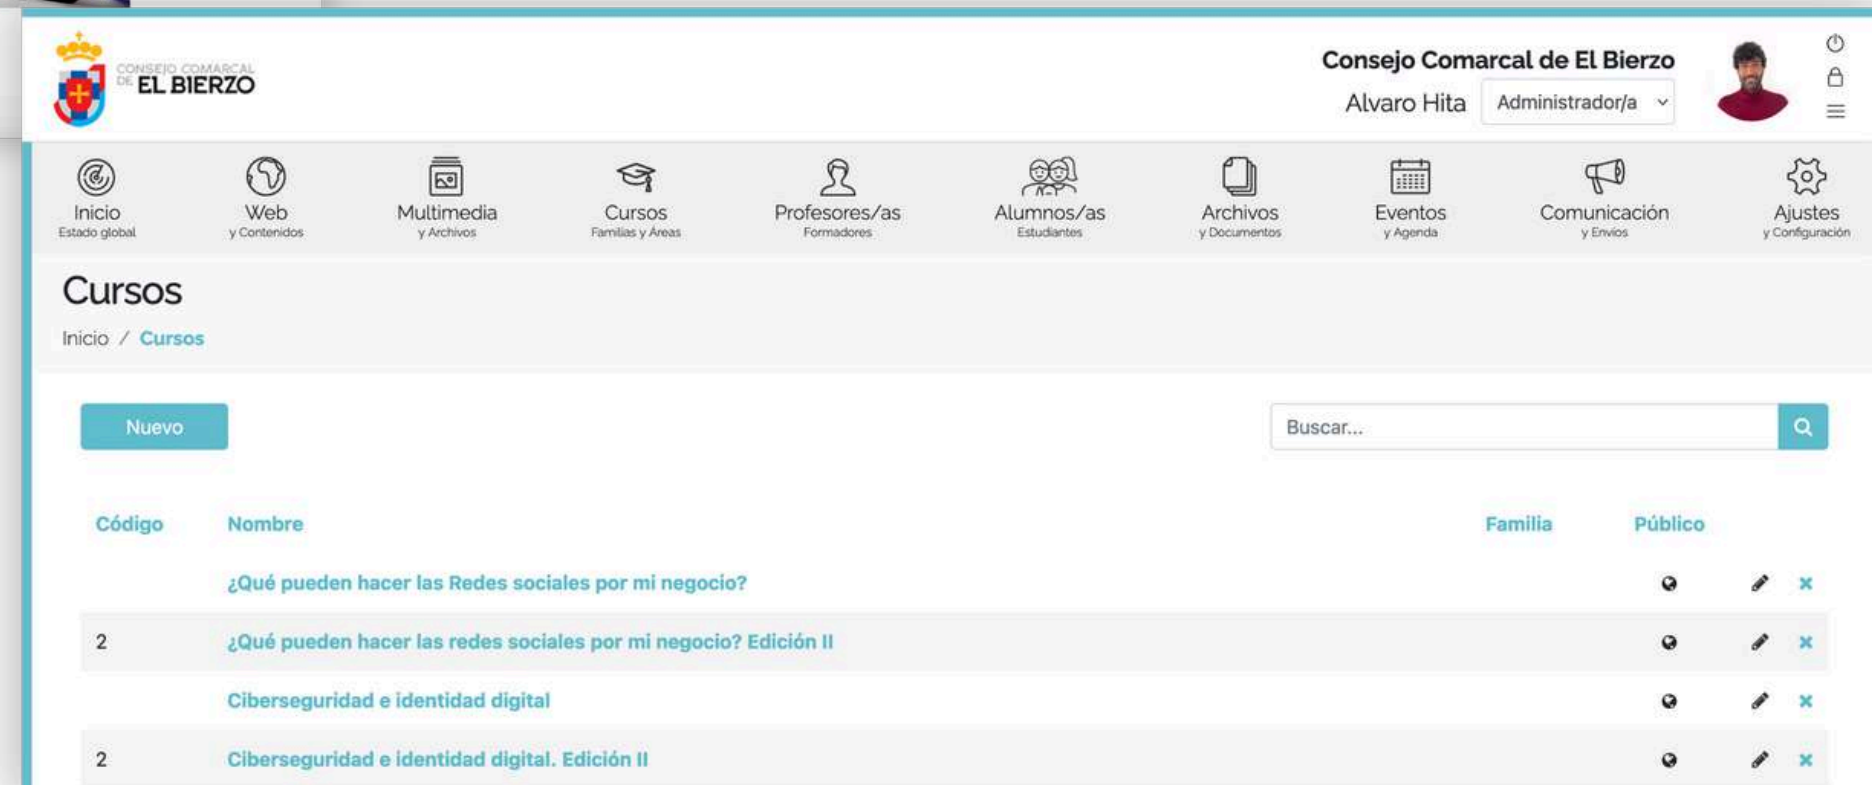 CONSEJO COMARCAL
DE EL BIERZO
Consejo Comarcal de El Bierzo
Alvaro Hita Administrador/a
Inicio Web Multimedia Cursos Profesores/as Alumnos/as Archivos Eventos Comunicación Ajustes
Estado global y Contenidos y Archivos Familias y Áreas Formadores Estudiantes y Documentos y Agenda y Envíos y Configuración
Cursos
Inicio / Cursos
Nuevo Buscar...
Código Nombre Familia Público
¿Qué pueden hacer las Redes sociales por mi negocio?
2 ¿Qué pueden hacer las redes sociales por mi negocio? Edición II
Ciberseguridad e identidad digital
2 Ciberseguridad e identidad digital. Edición II